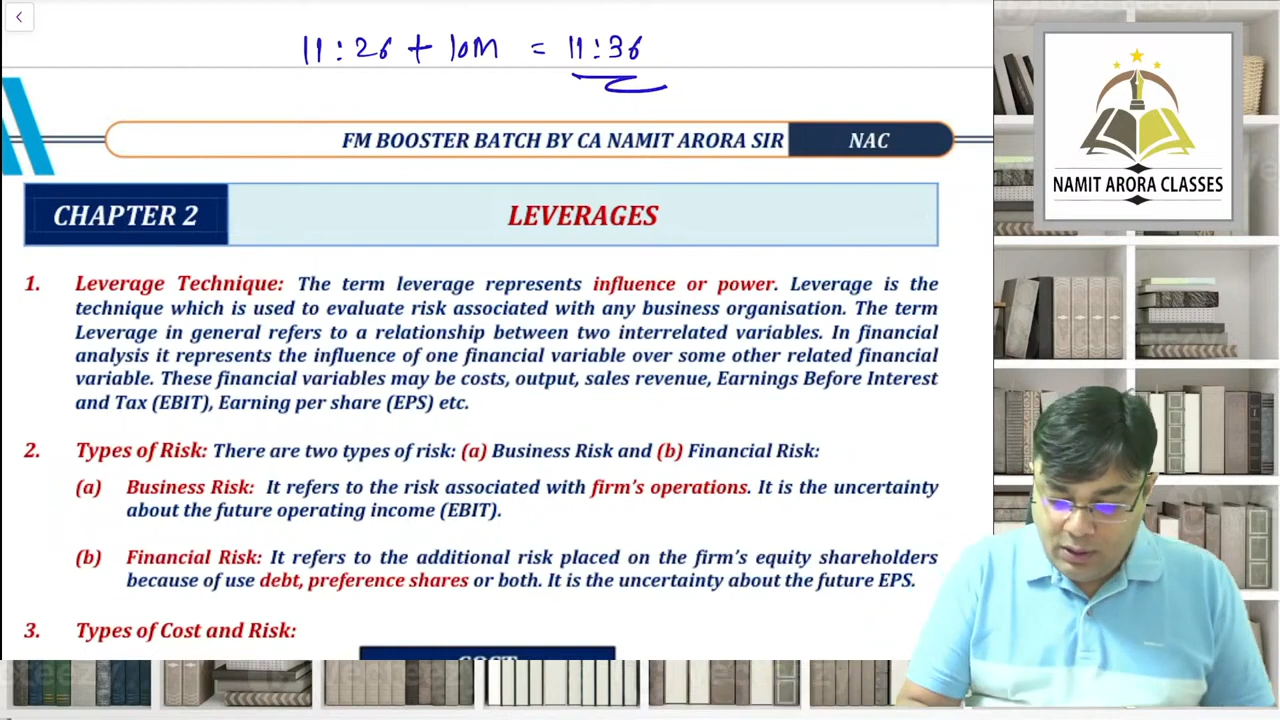 11:26 + 10M = 11:36
FM BOOSTER BATCH BY CA NAMIT ARORA SIR NAC
NAMIT ARORA CLASSES
CHAPTER 2 LEVERAGES
1. Leverage Technique: The term leverage represents influence or power. Leverage is the
technique which is used to evaluate risk associated with any business organisation. The term
Leverage in general refers to a relationship between two interrelated variables. In financial
analysis it represents the influence of one financial variable over some other related financial
variable. These financial variables may be costs, output, sales revenue, Earnings Before Interest
and Tax (EBIT), Earning per share (EPS) etc.
2. Types of Risk: There are two types of risk: (a) Business Risk and (b) Financial Risk:
(a) Business Risk: It refers to the risk associated with firm's operations. It is the uncertainty
about the future operating income (EBIT).
(b) Financial Risk: It refers to the additional risk placed on the firm's equity shareholders
because of use debt, preference shares or both. It is the uncertainty about the future EPS.
3. Types of Cost and Risk: